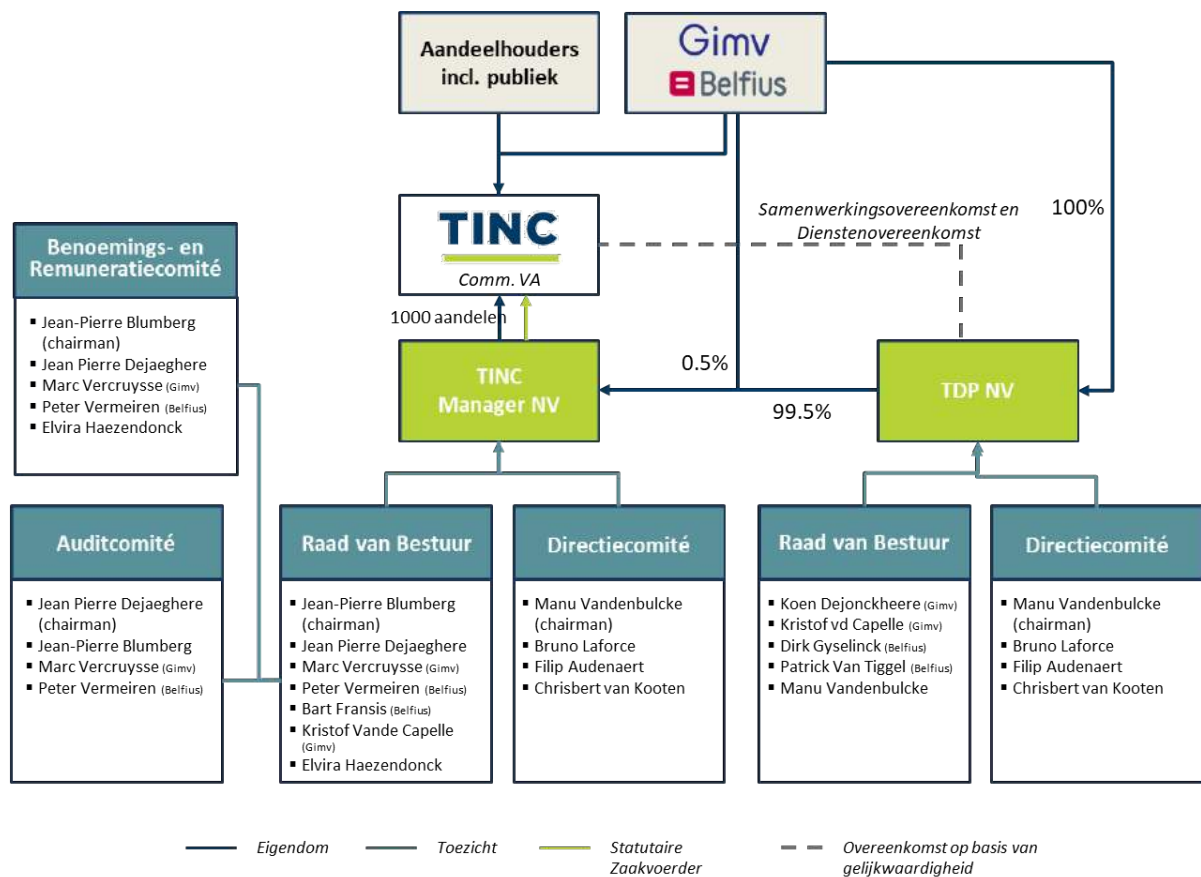 Aandeelhouders
incl. publiek
Gimv
Belfius
TINC
Comm. VA
Samenwerkingsovereenkomst en
Dienstenovereenkomst
100%
1000 aandelen
0.5%
99.5%
TINC
Manager NV
TDP NV
Benoemings- en
Remuneratiecomité
▪ Jean-Pierre Blumberg
(chairman)
▪ Jean Pierre Dejaeghere
▪ Marc Vercruysse (Gimv)
▪ Peter Vermeiren (Belfius)
▪ Elvira Haezendonck
Auditcomité
▪ Jean Pierre Dejaeghere
(chairman)
▪ Jean-Pierre Blumberg
▪ Marc Vercruysse (Gimv)
▪ Peter Vermeiren (Belfius)
Raad van Bestuur
▪ Jean-Pierre Blumberg
(chairman)
▪ Jean Pierre Dejaeghere
▪ Marc Vercruysse (Gimv)
▪ Peter Vermeiren (Belfius)
▪ Bart Fransis (Belfius)
▪ Kristof Vande Capelle
(Gimv)
▪ Elvira Haezendonck
Directiecomité
▪ Manu Vandenbulcke
(chairman)
▪ Bruno Laforce
▪ Filip Audenaert
▪ Chrisbert van Kooten
Raad van Bestuur
▪ Koen Dejonckheere (Gimv)
▪ Kristof vd Capelle (Gimv)
▪ Dirk Gyselinck (Belfius)
▪ Patrick Van Tiggel (Belfius)
▪ Manu Vandenbulcke
Directiecomité
▪ Manu Vandenbulcke
(chairman)
▪ Bruno Laforce
▪ Filip Audenaert
▪ Chrisbert van Kooten
Eigendom
Toezicht
Statutaire
Zaakvoerder
Overeenkomst op basis van
gelijkwaardigheid